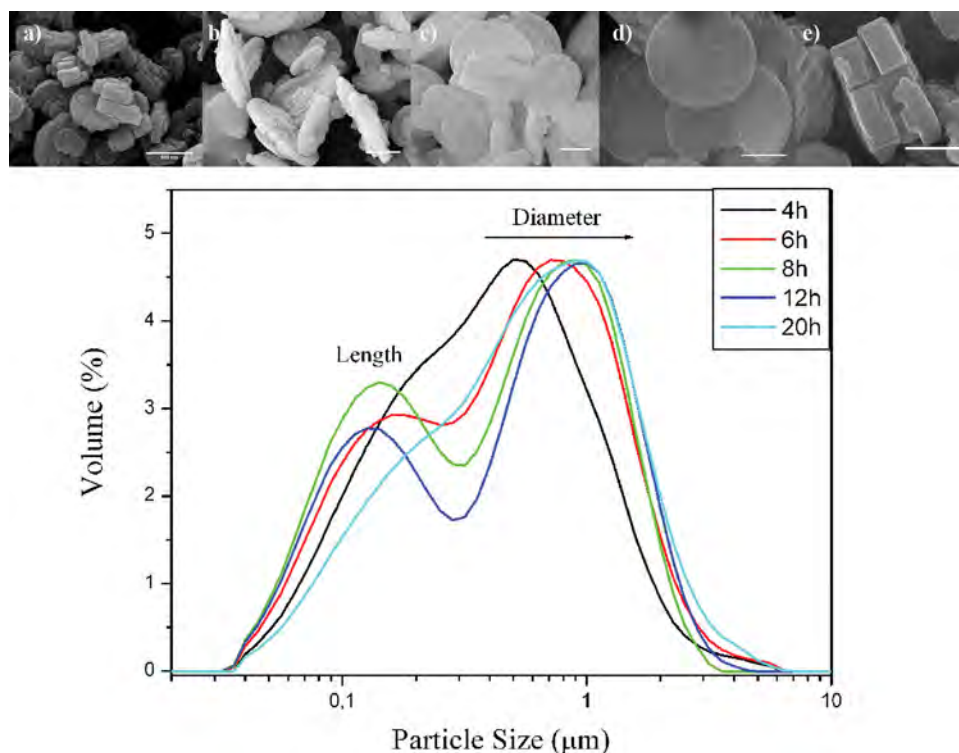 a) b) c) d) e)
Diameter
4h
6h
8h
12h
20h
Length
Volume (%)
5
4
3
2
1
0
0,1 1 10
Particle Size (μm)